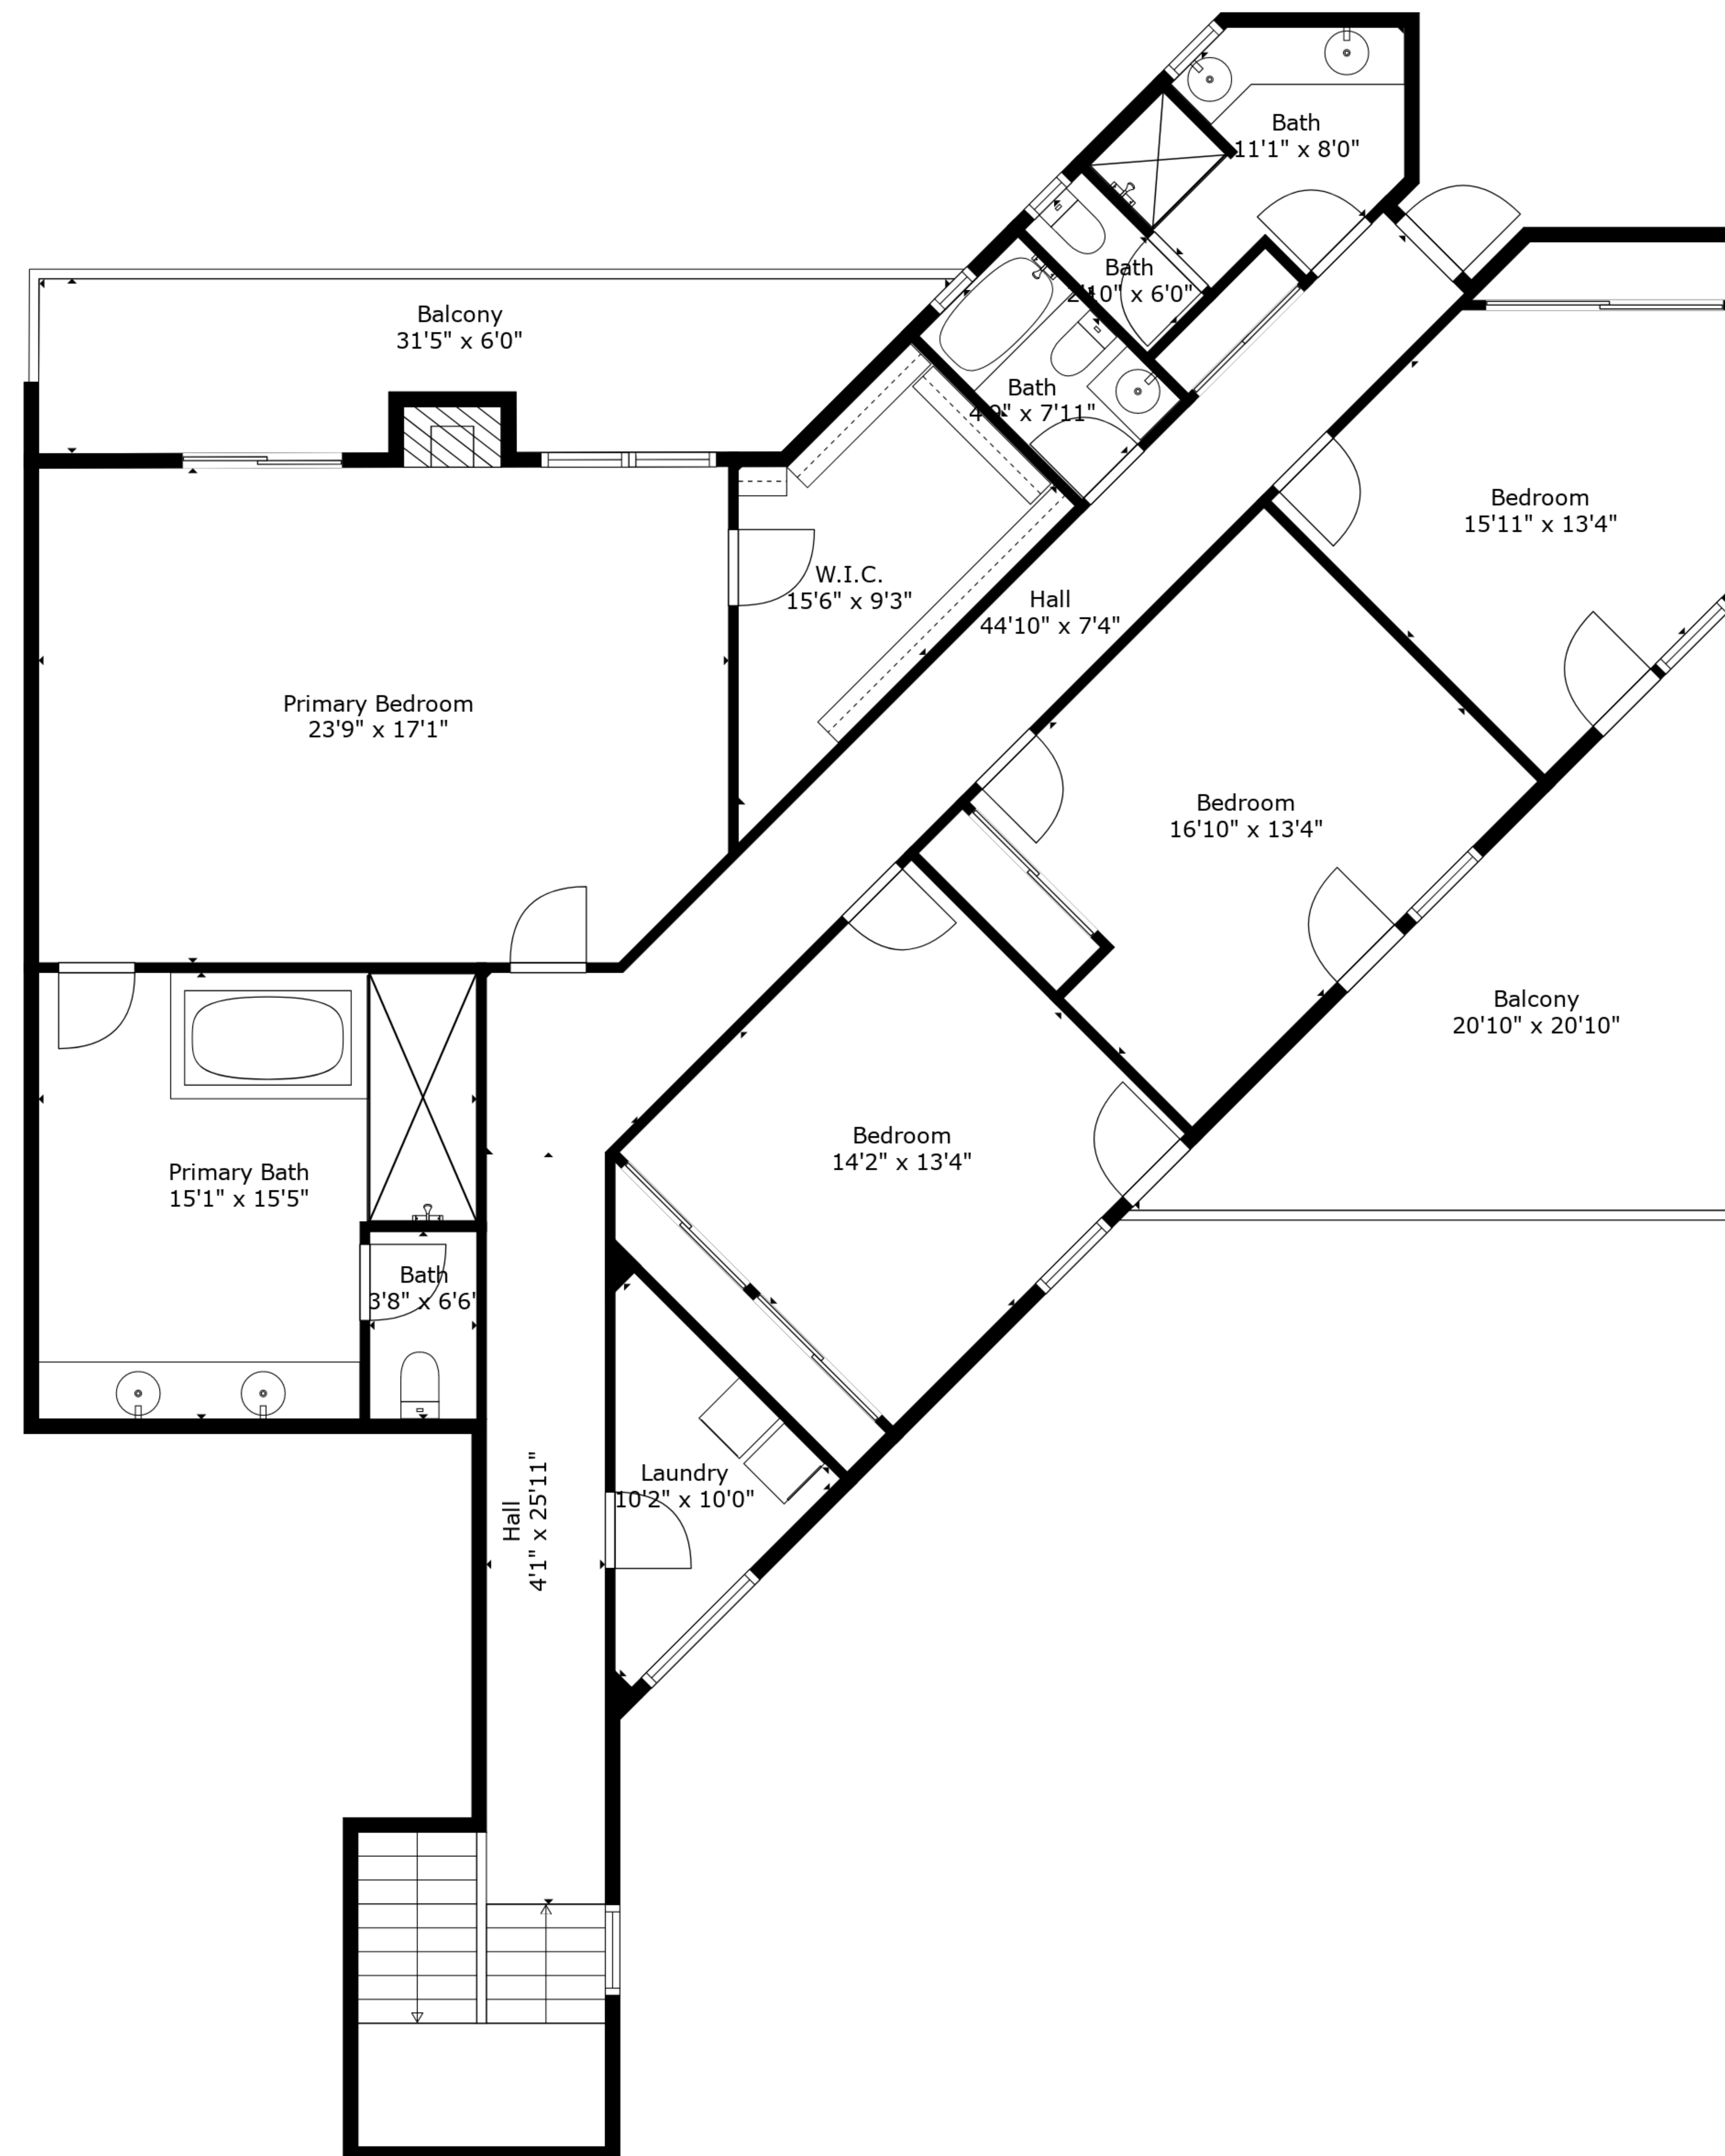 Bath
11'1" x 8'0"
Bath
2'10" x 6'0"
Balcony
31'5" x 6'0"
Bath
4'9" x 7'11"
Bedroom
15'11" x 13'4"
W.I.C.
15'6" x 9'3"
Hall
44'10" x 7'4"
Primary Bedroom
23'9" x 17'1"
Bedroom
16'10" x 13'4"
Balcony
20'10" x 20'10"
Bedroom
14'2" x 13'4"
Primary Bath
15'1" x 15'5"
Bath
3'8" x 6'6"
Laundry
10'2" x 10'0"
Hall
4'1" x 25'11"